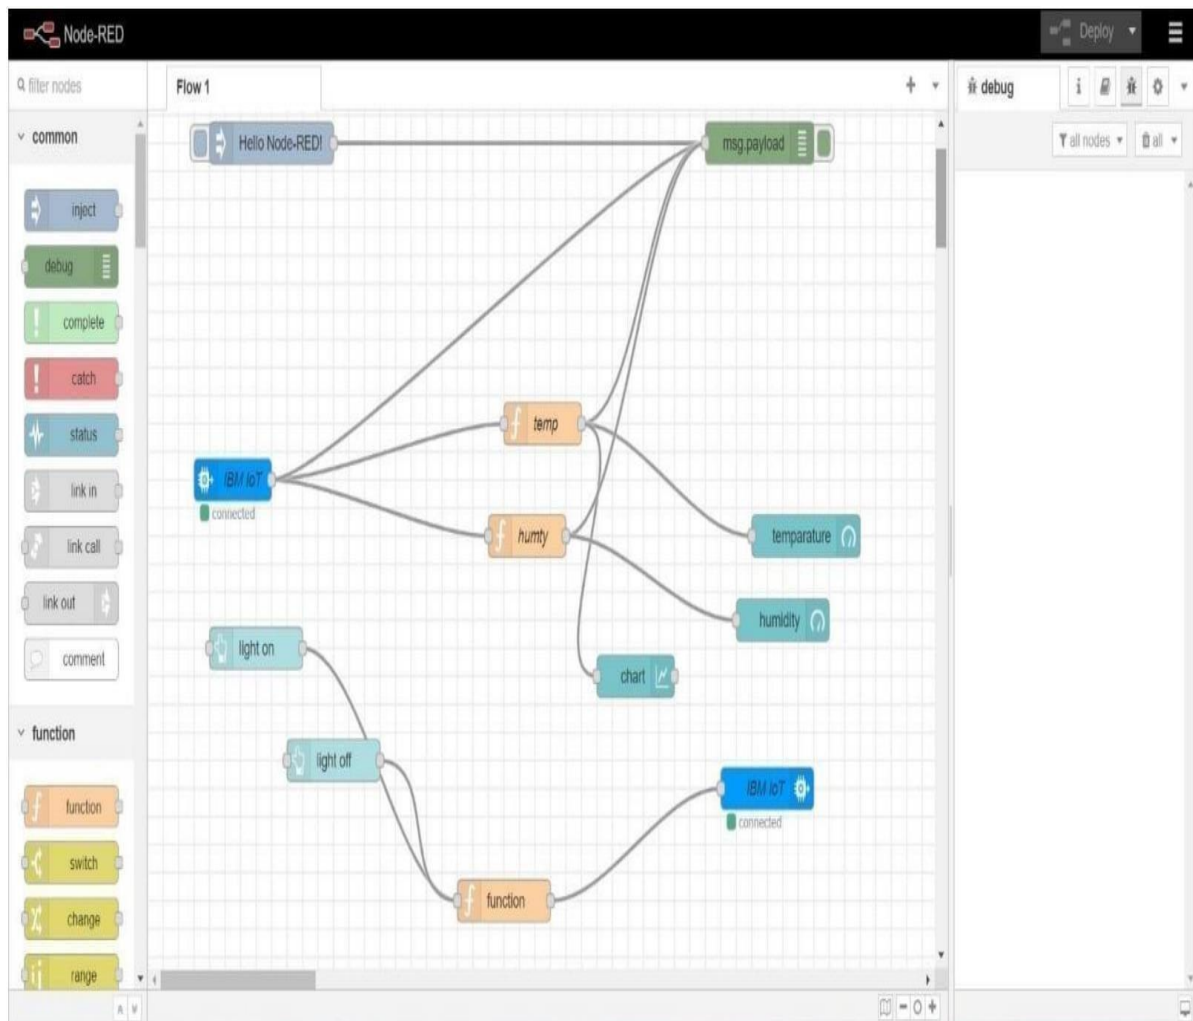 Node-RED
Deploy
filter nodes
Flow 1
debug
i
all nodes
all
common
inject
debug
complete
catch
status
link in
link call
link out
comment
function
function
switch
change
range
Hello Node-RED!
msg.payload
temp
IBM IoT
connected
humty
temparature
humidity
light on
chart
light off
IBM IoT
connected
function